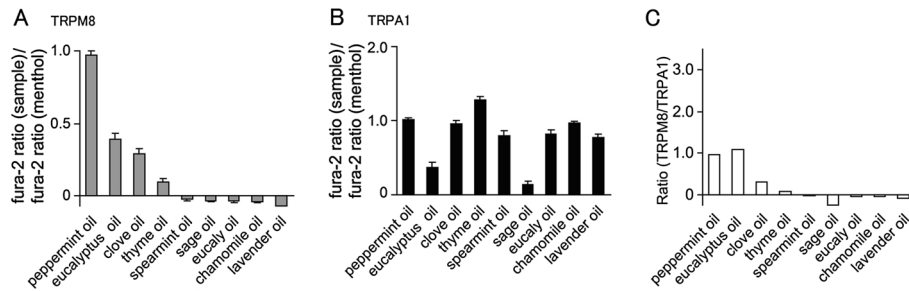 A TRPM8
fura-2 ratio (sample)/
fura-2 ratio (menthol)
1.0
0.5
0
peppermint oil
eucalyptus oil
clove oil
thyme oil
spearmint oil
sage oil
eucaly oil
chamomile oil
lavender oil
B TRPA1
fura-2 ratio (sample)/
fura-2 ratio (menthol)
2.0
1.0
0
peppermint oil
eucalyptus oil
clove oil
thyme oil
spearmint oil
sage oil
eucaly oil
chamomile oil
lavender oil
C
Ratio (TRPM8/TRPA1)
3.0
2.0
1.0
0
peppermint oil
eucalyptus oil
clove oil
thyme oil
spearmint oil
sage oil
eucaly oil
chamomile oil
lavender oil